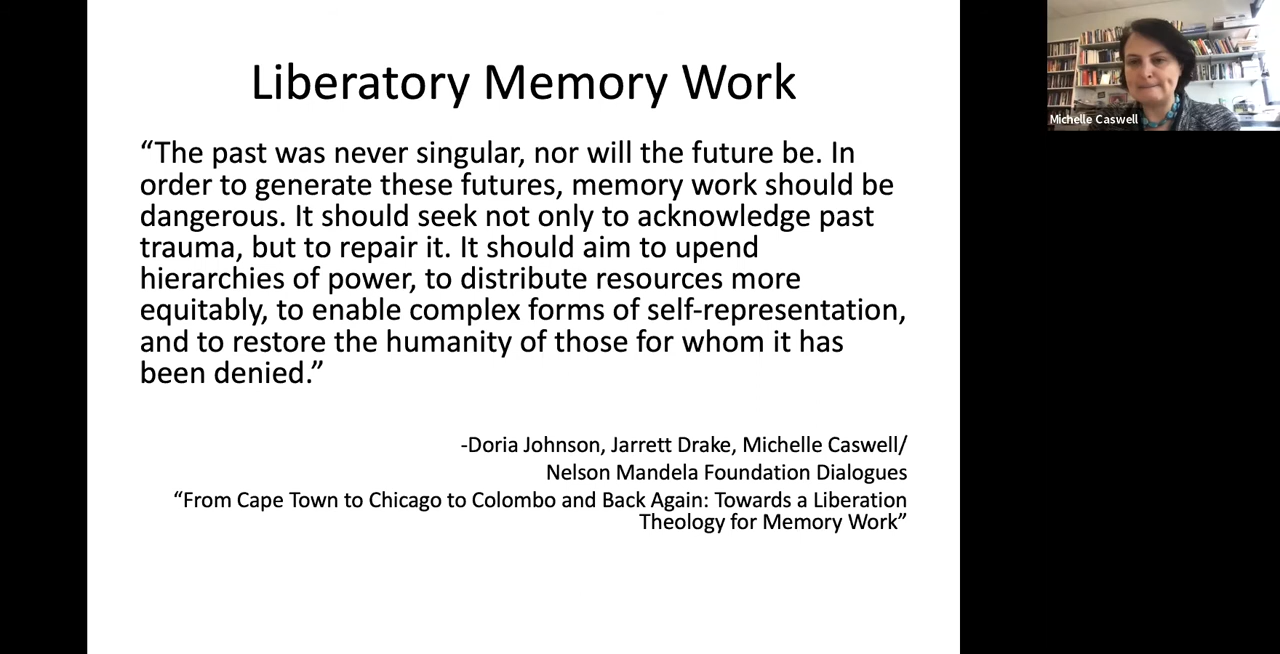 Liberatory Memory Work
“The past was never singular, nor will the future be. In
order to generate these futures, memory work should be
dangerous. It should seek not only to acknowledge past
trauma, but to repair it. It should aim to upend
hierarchies of power, to distribute resources more
equitably, to enable complex forms of self-representation,
and to restore the humanity of those for whom it has
been denied.”
-Doria Johnson, Jarrett Drake, Michelle Caswell/
Nelson Mandela Foundation Dialogues
“From Cape Town to Chicago to Colombo and Back Again: Towards a Liberation
Theology for Memory Work”
Michelle Caswell